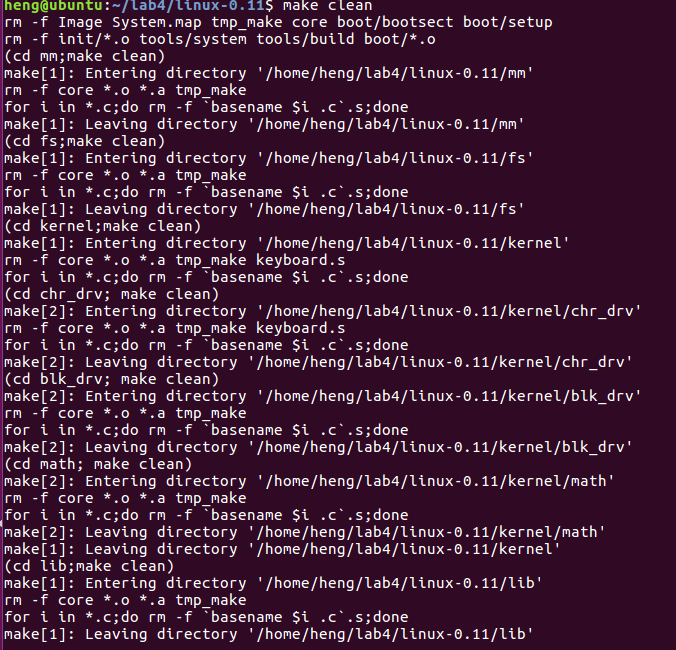 heng@ubuntu:~/lab4/linux-0.11$ make clean
rm -f Image System.map tmp_make core boot/bootsect boot/setup
rm -f init/*.o tools/system tools/build boot/*.o
(cd mm;make clean)
make[1]: Entering directory '/home/heng/lab4/linux-0.11/mm'
rm -f core *.o *.a tmp_make
for i in *.c;do rm -f `basename $i .c`.s;done
make[1]: Leaving directory '/home/heng/lab4/linux-0.11/mm'
(cd fs;make clean)
make[1]: Entering directory '/home/heng/lab4/linux-0.11/fs'
rm -f core *.o *.a tmp_make
for i in *.c;do rm -f `basename $i .c`.s;done
make[1]: Leaving directory '/home/heng/lab4/linux-0.11/fs'
(cd kernel;make clean)
make[1]: Entering directory '/home/heng/lab4/linux-0.11/kernel'
rm -f core *.o *.a tmp_make keyboard.s
for i in *.c;do rm -f `basename $i .c`.s;done
(cd chr_drv; make clean)
make[2]: Entering directory '/home/heng/lab4/linux-0.11/kernel/chr_drv'
rm -f core *.o *.a tmp_make keyboard.s
for i in *.c;do rm -f `basename $i .c`.s;done
make[2]: Leaving directory '/home/heng/lab4/linux-0.11/kernel/chr_drv'
(cd blk_drv; make clean)
make[2]: Entering directory '/home/heng/lab4/linux-0.11/kernel/blk_drv'
rm -f core *.o *.a tmp_make
for i in *.c;do rm -f `basename $i .c`.s;done
make[2]: Leaving directory '/home/heng/lab4/linux-0.11/kernel/blk_drv'
(cd math; make clean)
make[2]: Entering directory '/home/heng/lab4/linux-0.11/kernel/math'
rm -f core *.o *.a tmp_make
for i in *.c;do rm -f `basename $i .c`.s;done
make[2]: Leaving directory '/home/heng/lab4/linux-0.11/kernel/math'
make[1]: Leaving directory '/home/heng/lab4/linux-0.11/kernel'
(cd lib;make clean)
make[1]: Entering directory '/home/heng/lab4/linux-0.11/lib'
rm -f core *.o *.a tmp_make
for i in *.c;do rm -f `basename $i .c`.s;done
make[1]: Leaving directory '/home/heng/lab4/linux-0.11/lib'